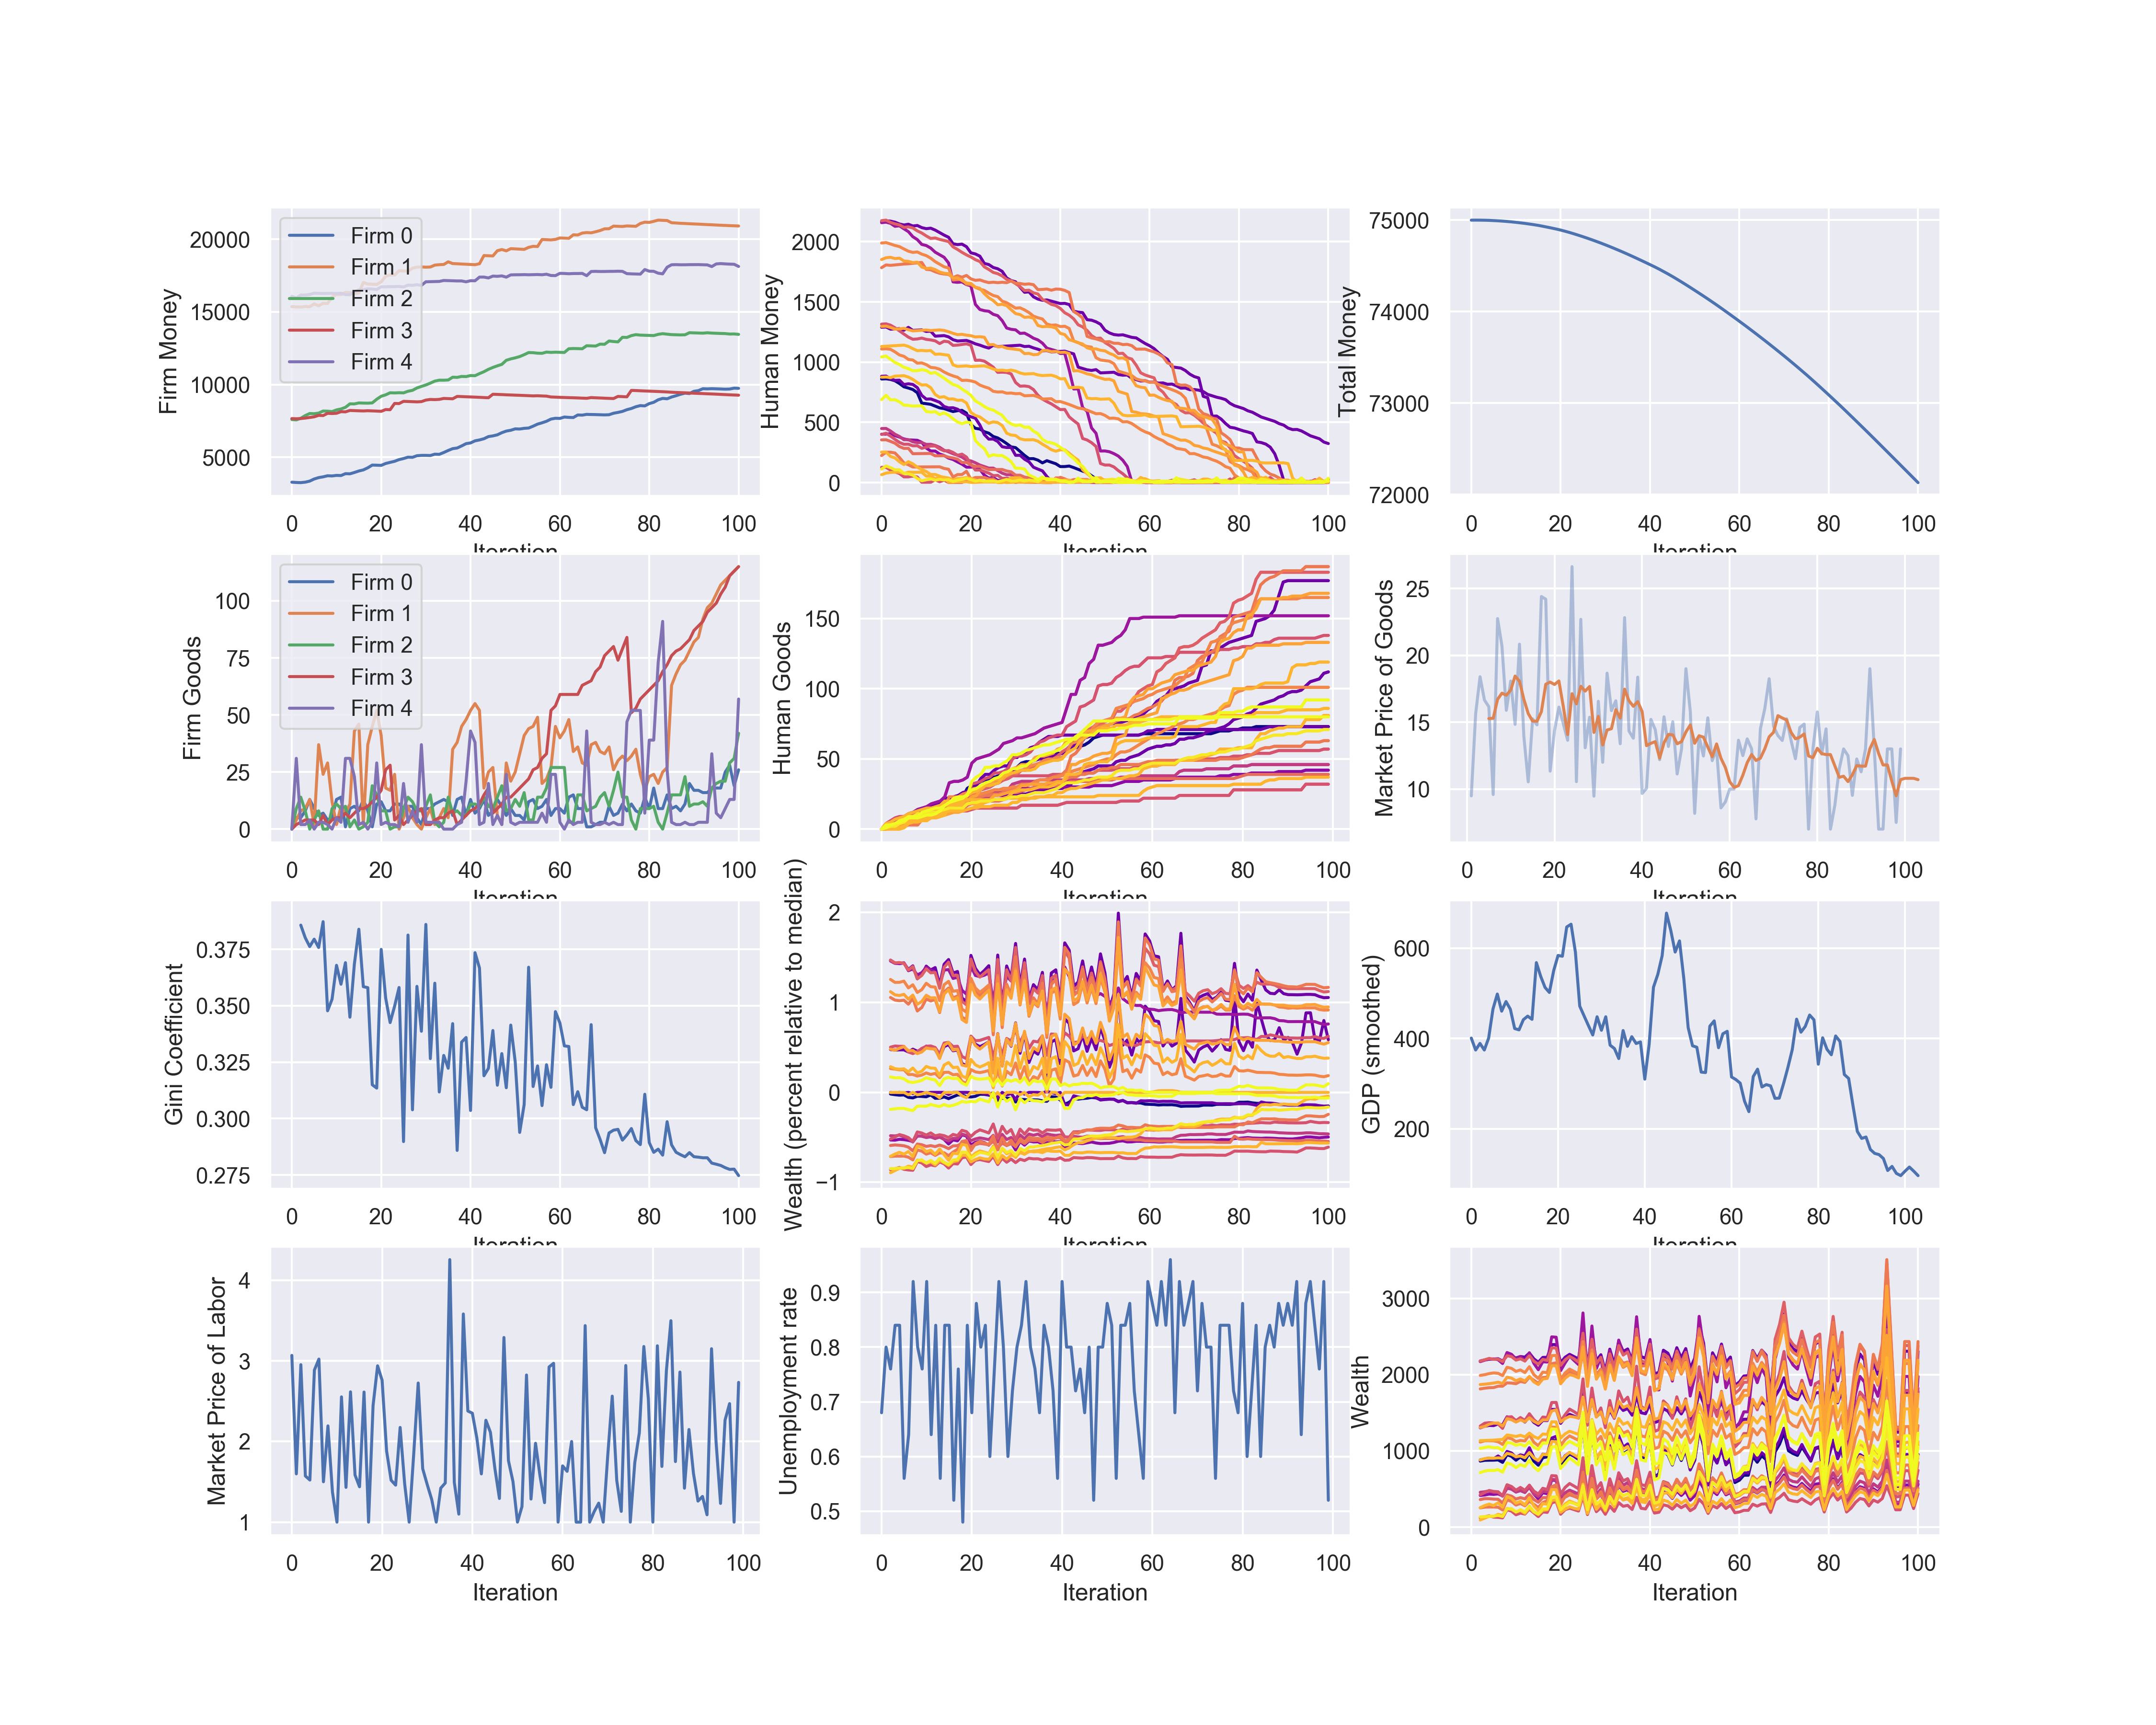 Firm Money
20000
15000
10000
5000
Firm 0
Firm 1
Firm 2
Firm 3
Firm 4
0 20 40 60 80 100
Iteration
Human Money
2000
1500
1000
500
0
0 20 40 60 80 100
Iteration
Total Money
75000
74000
73000
72000
0 20 40 60 80 100
Iteration
Firm Goods
100
75
50
25
0
Firm 0
Firm 1
Firm 2
Firm 3
Firm 4
0 20 40 60 80 100
Iteration
Human Goods
150
100
50
0
0 20 40 60 80 100
Iteration
Market Price of Goods
25
20
15
10
0 20 40 60 80 100
Iteration
Gini Coefficient
0.375
0.350
0.325
0.300
0.275
0 20 40 60 80 100
Iteration
Wealth (percent relative to median)
2
1
0
−1
0 20 40 60 80 100
Iteration
GDP (smoothed)
600
400
200
0 20 40 60 80 100
Iteration
Market Price of Labor
4
3
2
1
0 20 40 60 80 100
Iteration
Unemployment rate
0.9
0.8
0.7
0.6
0.5
0 20 40 60 80 100
Iteration
Wealth
3000
2000
1000
0
0 20 40 60 80 100
Iteration